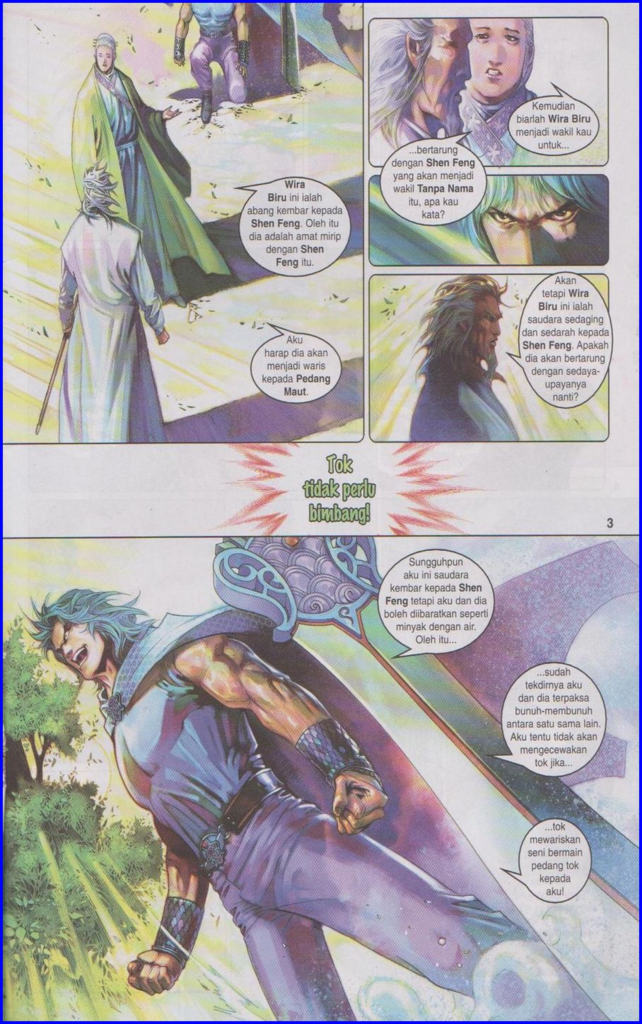 Wira
Biru ini ialah
abang kembar kepada
Shen Feng. Oleh itu
dia adalah amat mirip
dengan Shen
Feng itu.
Aku
harap dia akan
menjadi waris
kepada Pedang
Maut.
Kemudian
biarlah Wira Biru
menjadi wakil kau
untuk...
...bertarung
dengan Shen Feng
yang akan menjadi
wakil Tanpa Nama
itu, apa kau
kata?
Akan
tetapi Wira
Biru ini ialah
saudara sedaging
dan sedarah kepada
Shen Feng. Apakah
dia akan bertarung
dengan sedaya-
upayanya
nanti?
Tok
tidak perlu
bimbang!
3
Sungguhpun
aku ini saudara
kembar kepada Shen
Feng tetapi aku dan dia
boleh diibaratkan seperti
minyak dengan air.
Oleh itu...
...sudah
tekdirnya aku
dan dia terpaksa
bunuh-membunuh
antara satu sama lain.
Aku tentu tidak akan
mengecewakan
tok jika...
...tok
mewariskan
seni bermain
pedang tok
kepada
aku!